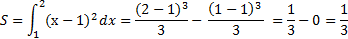 S = ∫₁² (x − 1)² dx = (2 − 1)³/3 − (1 − 1)³/3 = 1/3 − 0 = 1/3